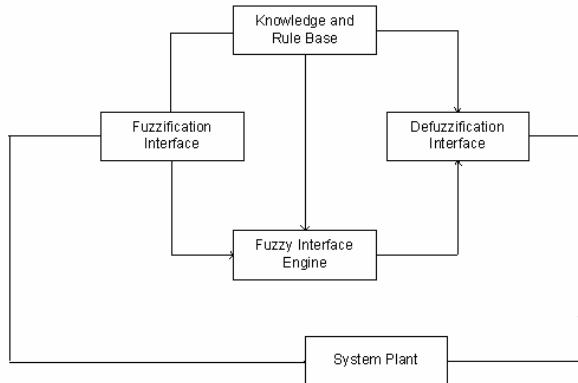 Knowledge and
Rule Base
Fuzzification
Interface
Defuzzification
Interface
Fuzzy Interface
Engine
System Plant